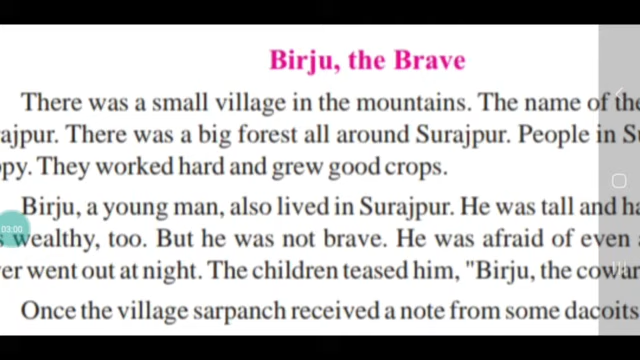 Birju, the Brave
There was a small village in the mountains. The name of the
rajpur. There was a big forest all around Surajpur. People in Su
ppy. They worked hard and grew good crops.
Birju, a young man, also lived in Surajpur. He was tall and ha
03:00
s wealthy, too. But he was not brave. He was afraid of even a
er went out at night. The children teased him, "Birju, the cowar
Once the village sarpanch received a note from some dacoits